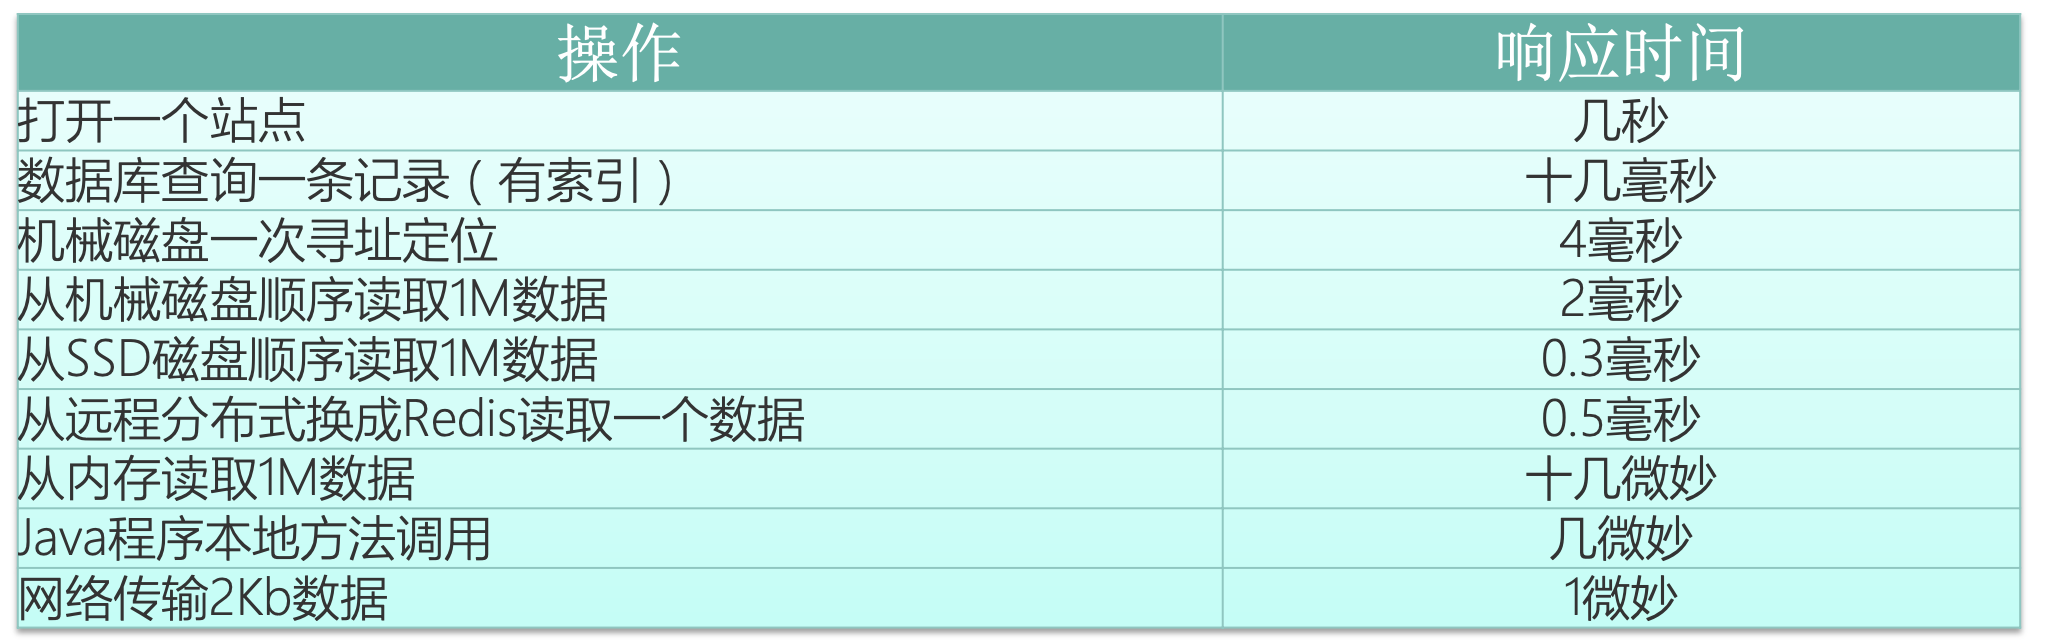 操作 响应时间
打开一个站点 几秒
数据库查询一条记录（有索引） 十几毫秒
机械磁盘一次寻址定位 4毫秒
从机械磁盘顺序读取1M数据 2毫秒
从SSD磁盘顺序读取1M数据 0.3毫秒
从远程分布式换成Redis读取一个数据 0.5毫秒
从内存读取1M数据 十几微妙
Java程序本地方法调用 几微妙
网络传输2Kb数据 1微妙